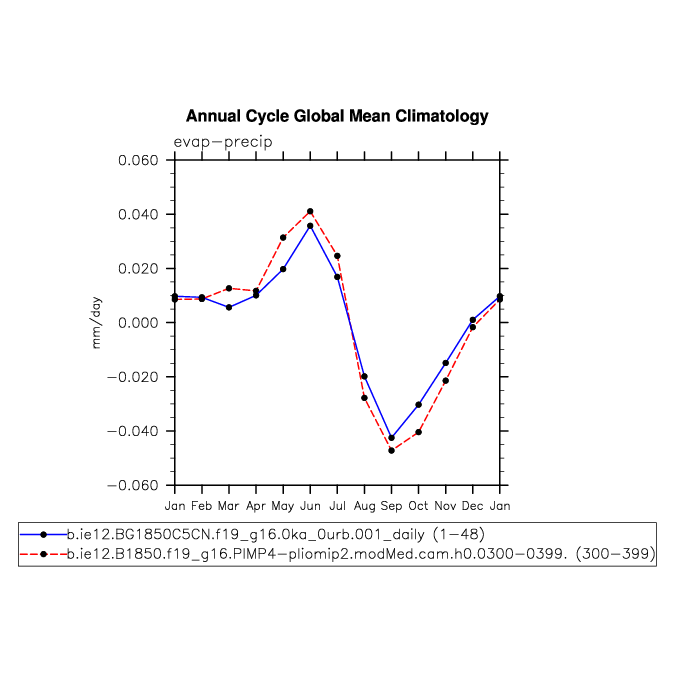 Annual Cycle Global Mean Climatology
evap-precip
0.060
0.040
0.020
0.000
-0.020
-0.040
-0.060
mm/day
Jan Feb Mar Apr May Jun Jul Aug Sep Oct Nov Dec Jan
b.ie12.BG1850C5CN.f19_g16.0ka_0urb.001_daily (1-48)
b.ie12.B1850.f19_g16.PlMP4-pliomip2.modMed.cam.h0.0300-0399. (300-399)